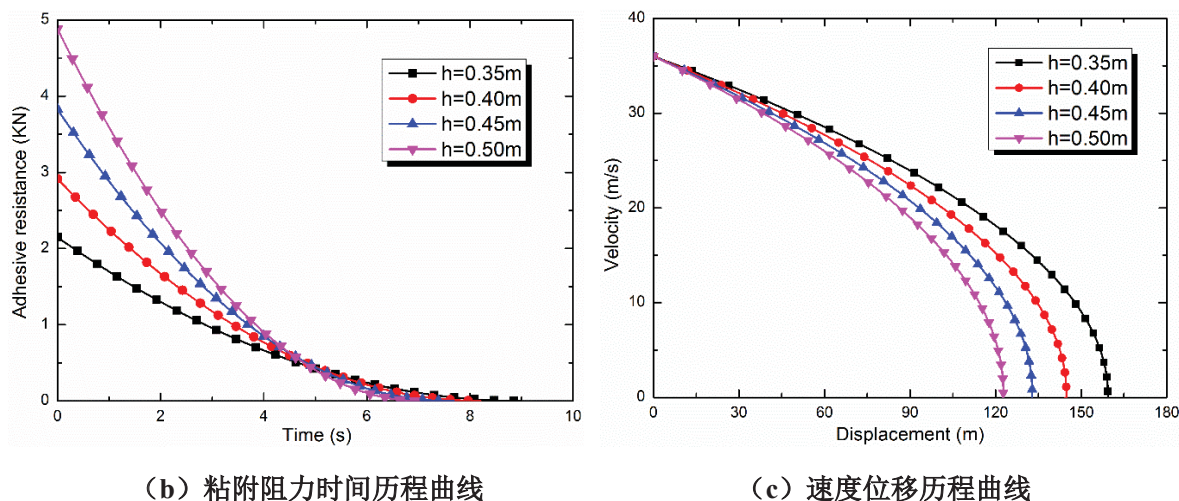 5
4
3
2
1
0
Adhesive resistance (KN)
h=0.35m
h=0.40m
h=0.45m
h=0.50m
0 2 4 6 8 10
Time (s)
40
30
20
10
0
Velocity (m/s)
h=0.35m
h=0.40m
h=0.45m
h=0.50m
0 30 60 90 120 150 180
Displacement (m)
（b）粘附阻力时间历程曲线
（c）速度位移历程曲线